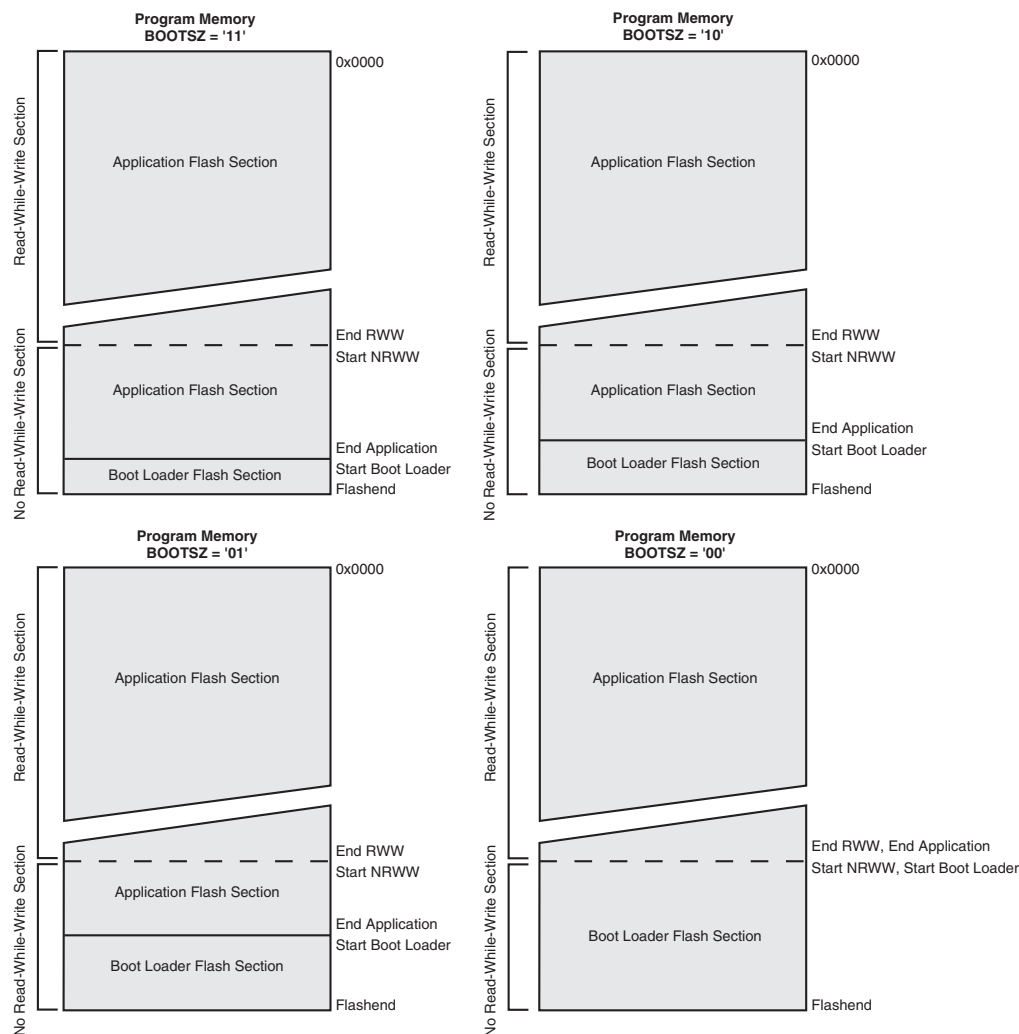 Program Memory
BOOTSZ = '11'
0x0000
Read-While-Write Section
Application Flash Section
End RWW
Start NRWW
No Read-While-Write Section
Application Flash Section
End Application
Start Boot Loader
Boot Loader Flash Section
Flashend
Program Memory
BOOTSZ = '10'
0x0000
Read-While-Write Section
Application Flash Section
End RWW
Start NRWW
No Read-While-Write Section
Application Flash Section
End Application
Start Boot Loader
Boot Loader Flash Section
Flashend
Program Memory
BOOTSZ = '01'
0x0000
Read-While-Write Section
Application Flash Section
End RWW
Start NRWW
No Read-While-Write Section
Application Flash Section
End Application
Start Boot Loader
Boot Loader Flash Section
Flashend
Program Memory
BOOTSZ = '00'
0x0000
Read-While-Write Section
Application Flash Section
End RWW, End Application
Start NRWW, Start Boot Loader
No Read-While-Write Section
Boot Loader Flash Section
Flashend